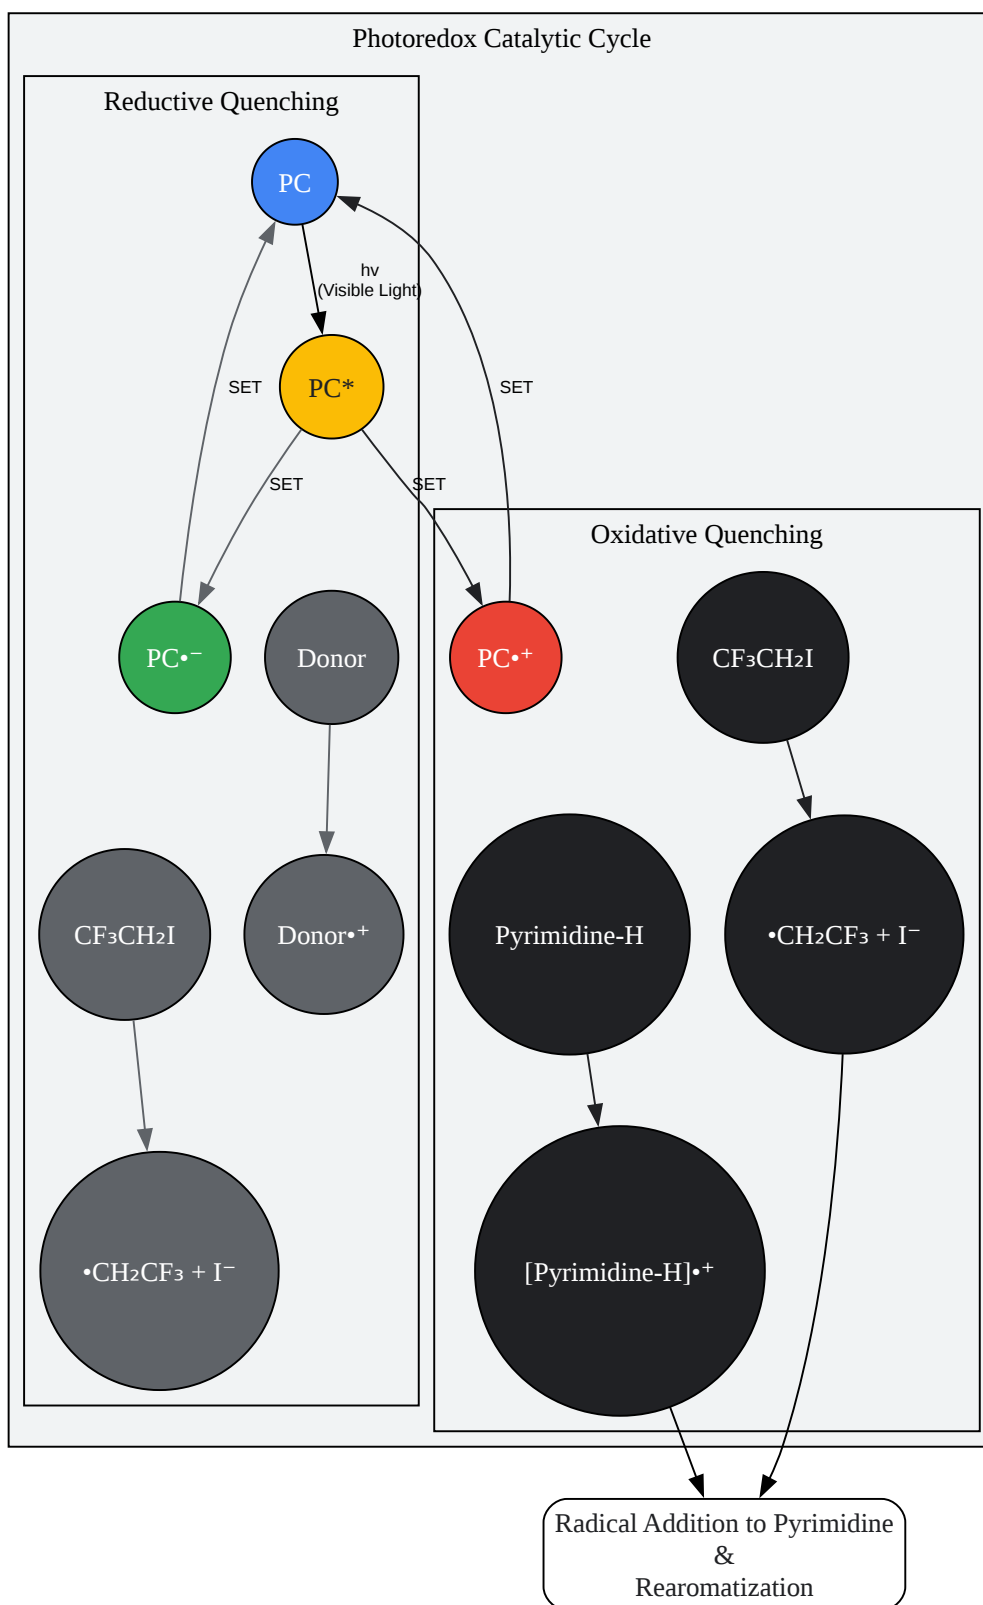 Photoredox Catalytic Cycle
Reductive Quenching
PC
hv
(Visible Light)
PC*
SET
SET
SET
SET
Oxidative Quenching
PC•⁻
Donor
PC•⁺
CF₃CH₂I
CF₃CH₂I
Donor•⁺
Pyrimidine-H
•CH₂CF₃ + I⁻
•CH₂CF₃ + I⁻
[Pyrimidine-H]•⁺
Radical Addition to Pyrimidine
&
Rearomatization